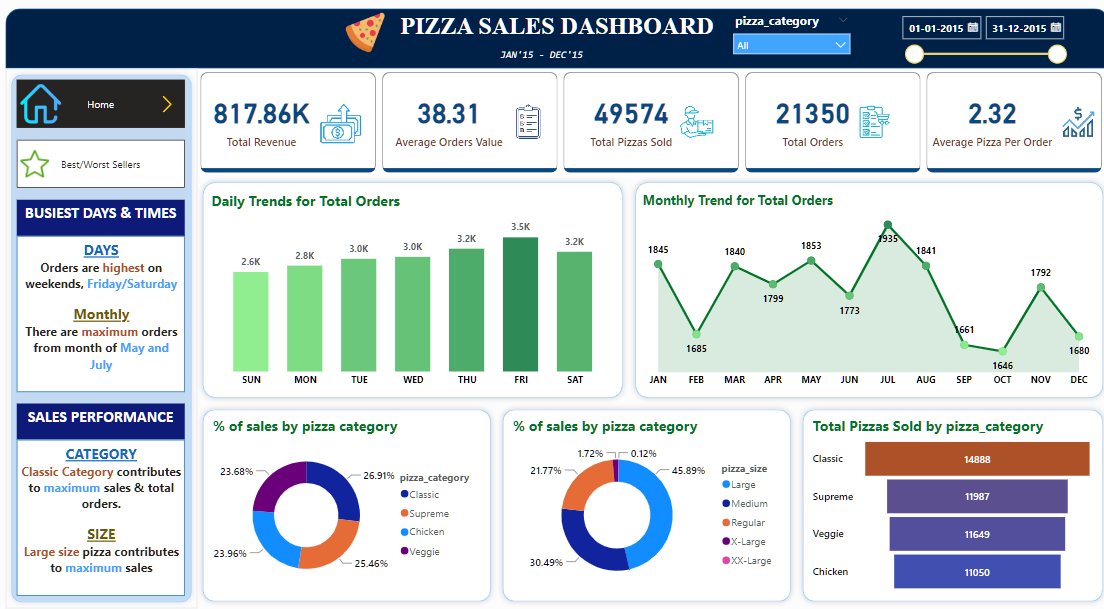 PIZZA SALES DASHBOARD
JAN'15 - DEC'15
pizza_category
All
01-01-2015
31-12-2015
Home
Best/Worst Sellers
BUSIEST DAYS & TIMES
DAYS
Orders are highest on
weekends, Friday/Saturday
Monthly
There are maximum orders
from month of May and
July
SALES PERFORMANCE
CATEGORY
Classic Category contributes
to maximum sales & total
orders.
SIZE
Large size pizza contributes
to maximum sales
817.86K
Total Revenue
38.31
Average Orders Value
49574
Total Pizzas Sold
21350
Total Orders
2.32
Average Pizza Per Order
Daily Trends for Total Orders
2.6K
2.8K
3.0K
3.0K
3.2K
3.5K
3.2K
SUN MON TUE WED THU FRI SAT
Monthly Trend for Total Orders
1845
1685
1840
1799
1853
1773
1935
1841
1661
1646
1792
1680
JAN FEB MAR APR MAY JUN JUL AUG SEP OCT NOV DEC
% of sales by pizza category
23.68%
26.91%
23.96%
25.46%
pizza_category
Classic
Supreme
Chicken
Veggie
% of sales by pizza category
1.72%
0.12%
21.77%
45.89%
30.49%
pizza_size
Large
Medium
Regular
X-Large
XX-Large
Total Pizzas Sold by pizza_category
Classic 14888
Supreme 11987
Veggie 11649
Chicken 11050